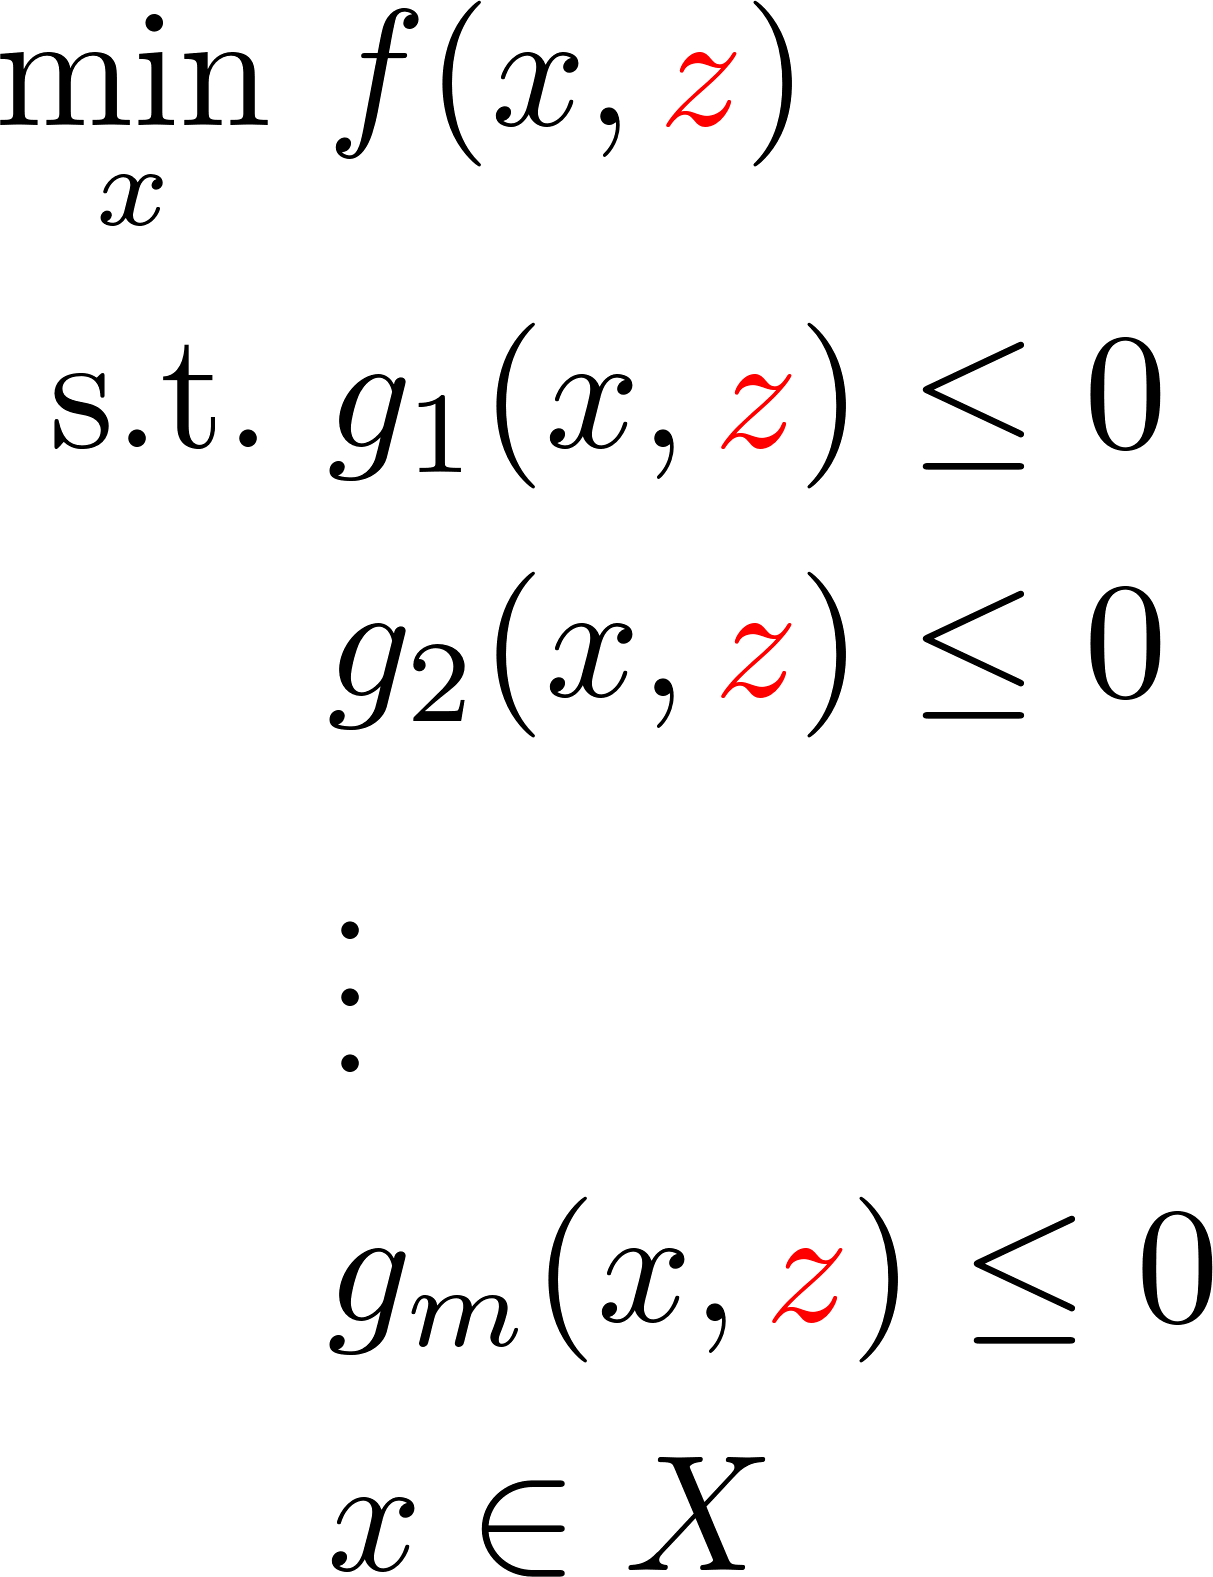 min f(x, z)
x
s.t. g₁(x, z) ≤ 0
g₂(x, z) ≤ 0
⋮
gₘ(x, z) ≤ 0
x ∈ X